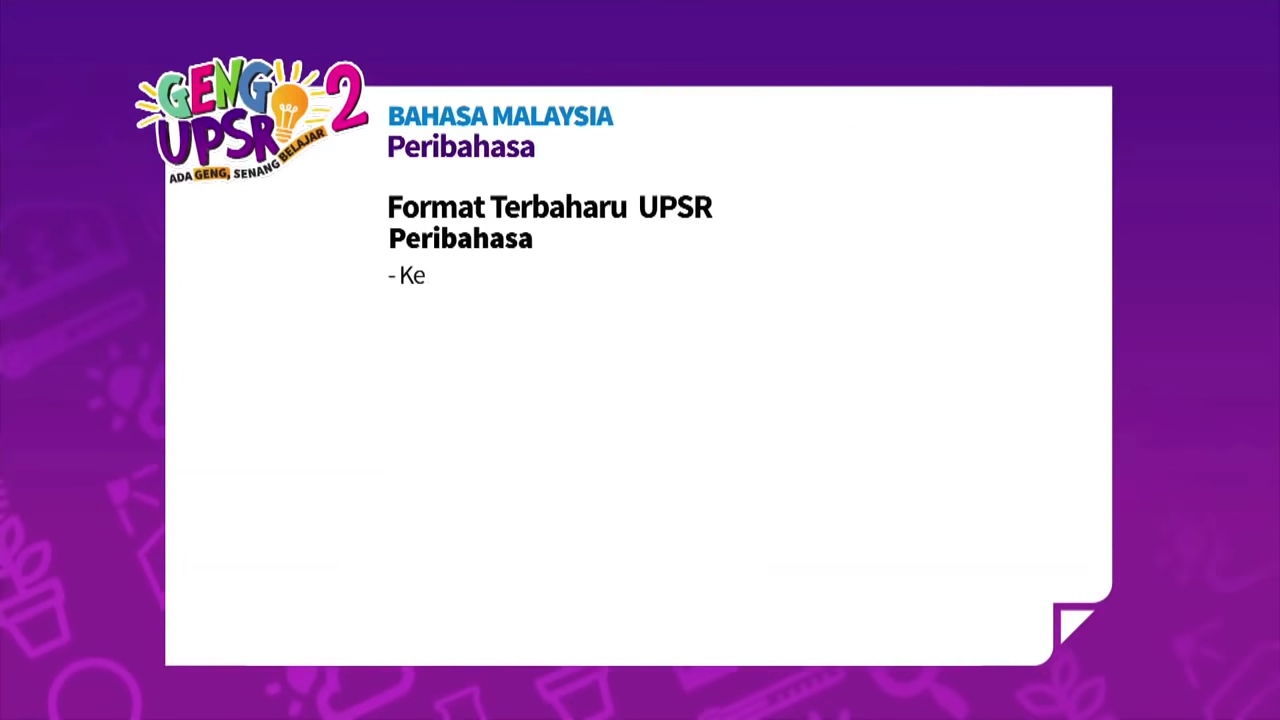 GENG 2
UPSR
ADA GENG, SENANG BELAJAR
BAHASA MALAYSIA
Peribahasa
Format Terbaharu UPSR
Peribahasa
- Ke